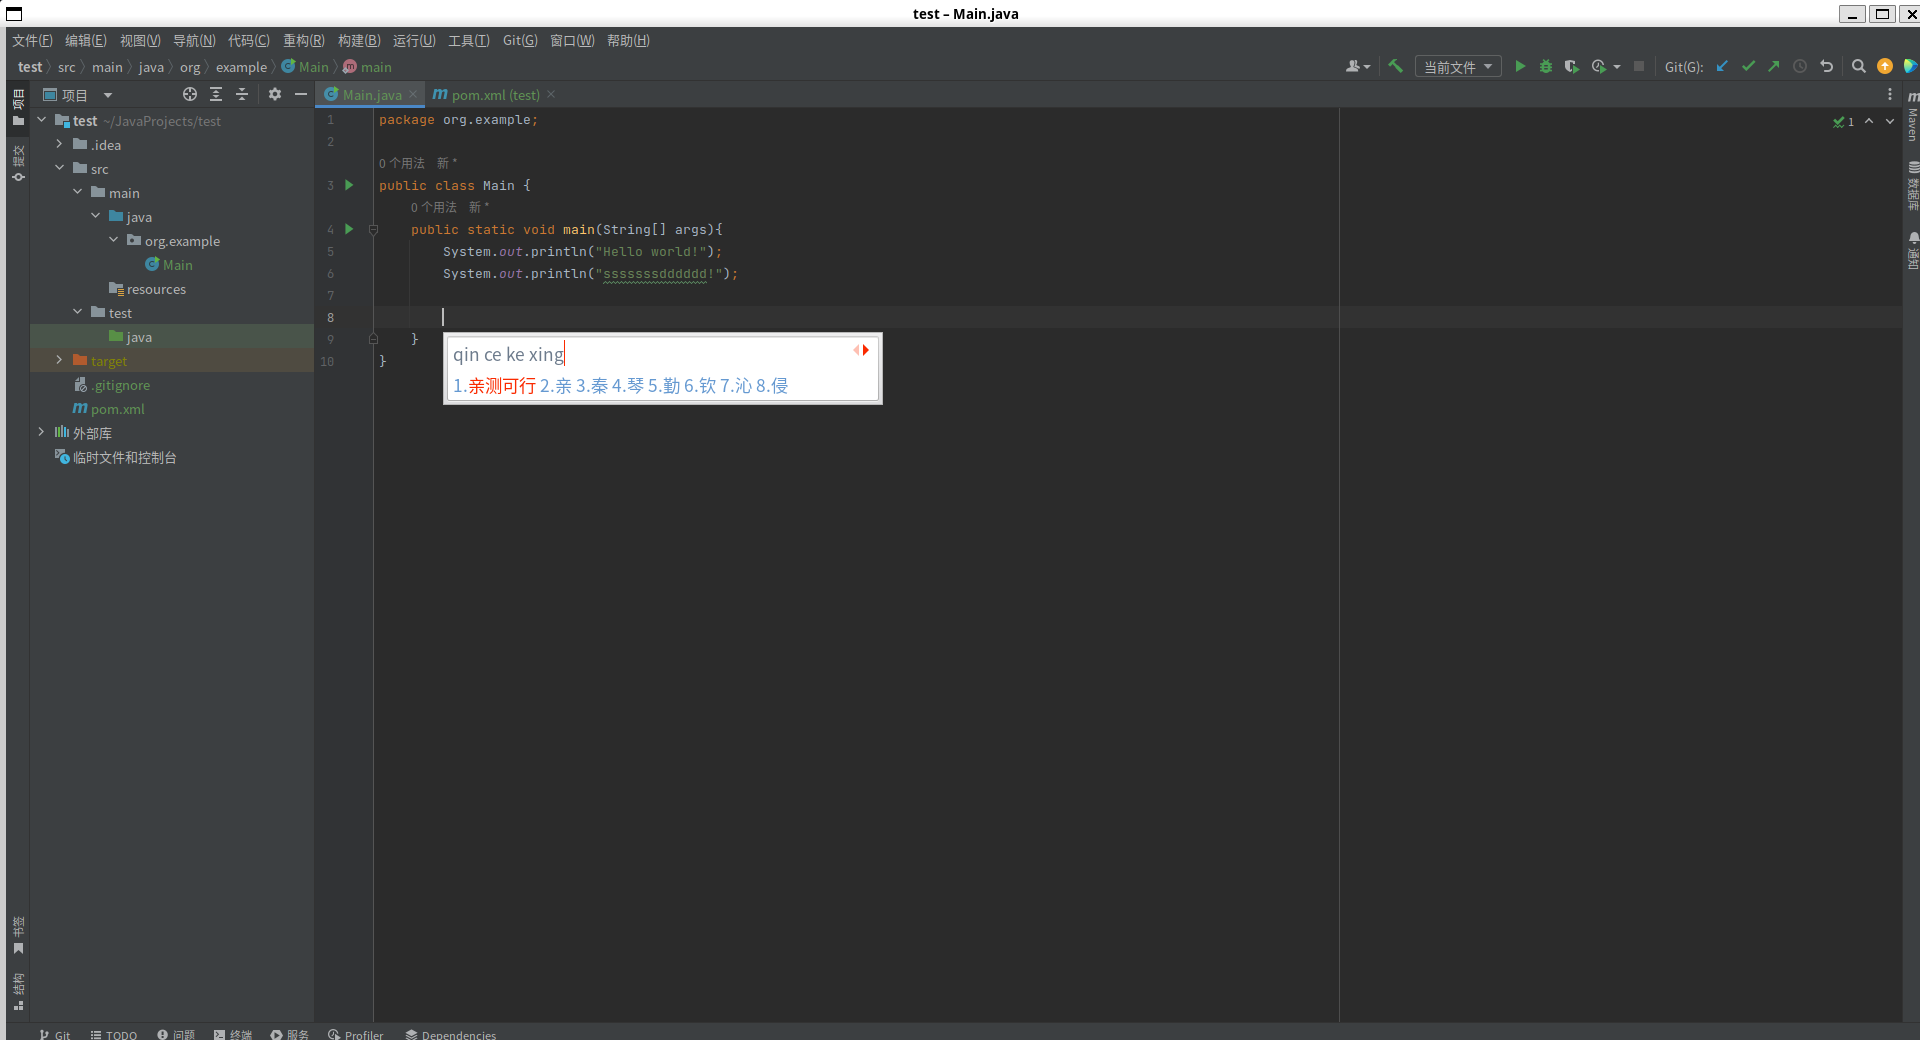 test – Main.java
文件(F) 编辑(E) 视图(V) 导航(N) 代码(C) 重构(R) 构建(B) 运行(U) 工具(T) Git(G) 窗口(W) 帮助(H)
test src main java org example Main main
当前文件 Git(G):
项目
Main.java pom.xml (test)
项目
提交
test ~/JavaProjects/test
.idea
src
main
java
org.example
Main
resources
test
java
target
.gitignore
pom.xml
外部库
临时文件和控制台
1 package org.example;
2
0 个用法 新 *
3 public class Main {
0 个用法 新 *
4 public static void main(String[] args){
5 System.out.println("Hello world!");
6 System.out.println("sssssssdddddd!");
7
8
9 }
10 }
qin ce ke xing
1.亲测可行 2.亲 3.秦 4.琴 5.勤 6.钦 7.沁 8.侵
1
Maven
数据库
通知
书签
结构
Git TODO 问题 终端 服务 Profiler Dependencies